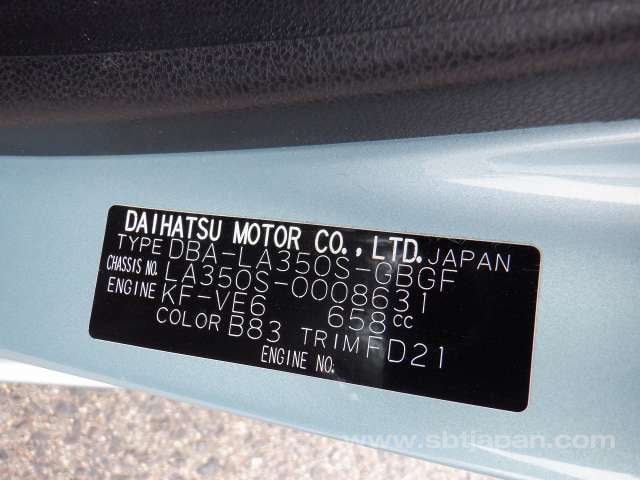 DAIHATSU MOTOR CO., LTD. JAPAN
TYPE DBA-LA350S-GBGF
CHASSIS NO. LA350S-0008631
ENGINE KF-VE6 658cc
COLOR B83 TRIM FD21
ENGINE NO.
www.sbtjapan.com